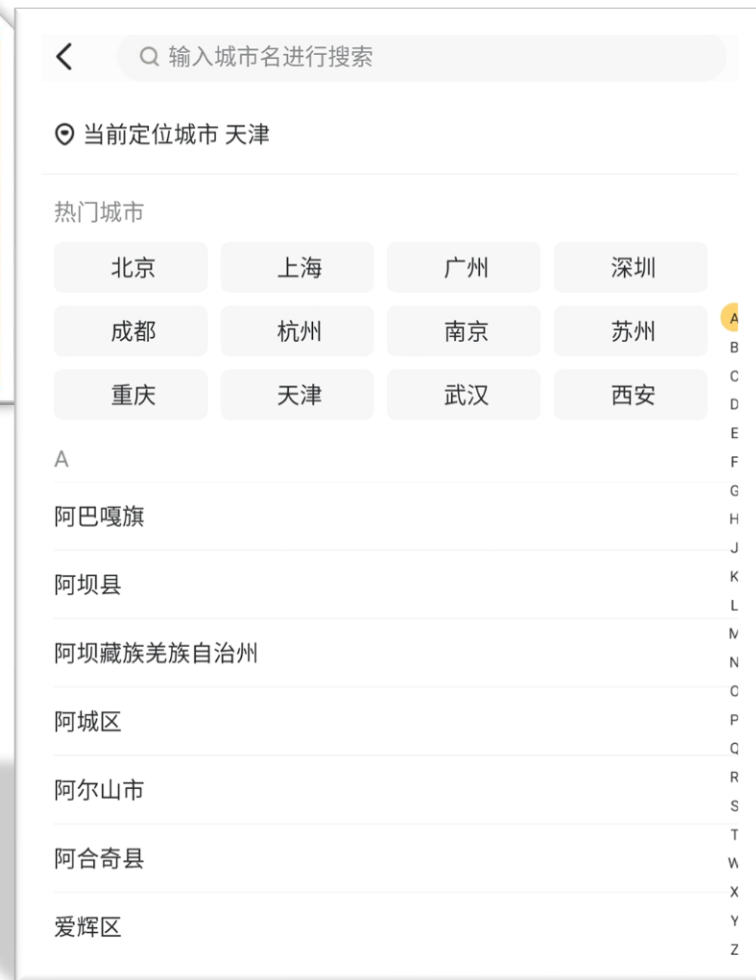 输入城市名进行搜索
当前定位城市 天津
热门城市
北京 上海 广州 深圳
成都 杭州 南京 苏州
重庆 天津 武汉 西安
A
阿巴嘎旗
阿坝县
阿坝藏族羌族自治州
阿城区
阿尔山市
阿合奇县
爱辉区
A
B
C
D
E
F
G
H
J
K
L
M
N
O
P
Q
R
S
T
W
X
Y
Z